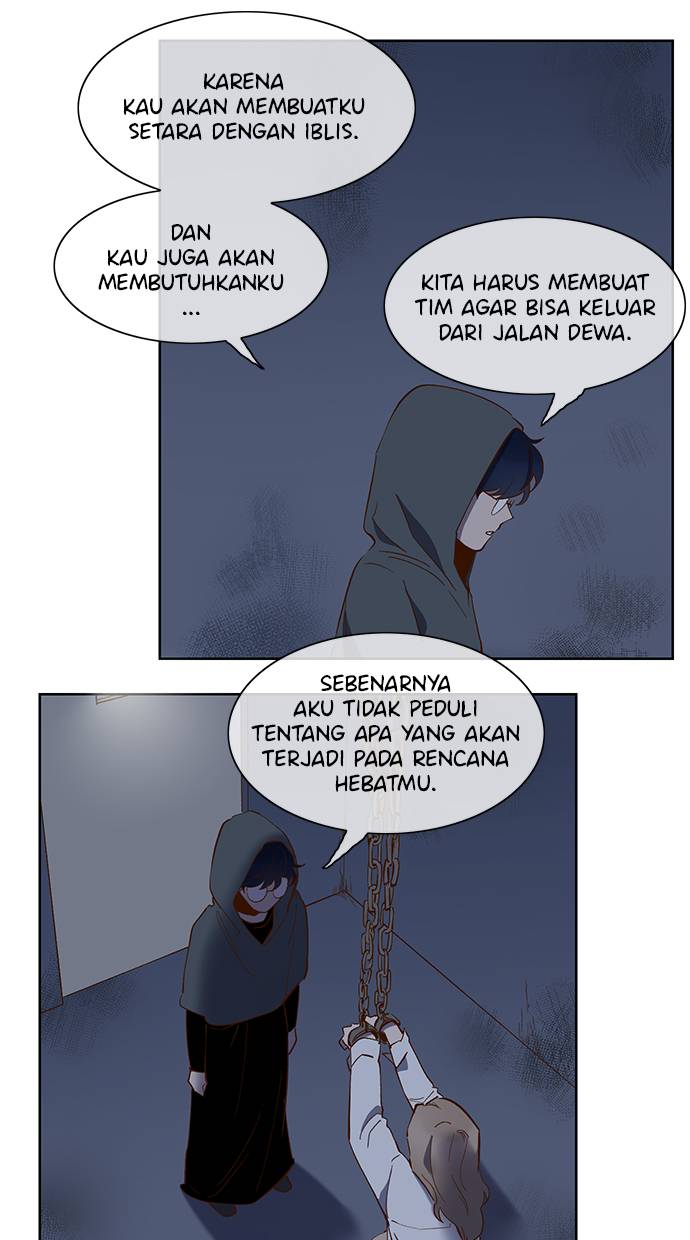 KARENA
KAU AKAN MEMBUATKU
SETARA DENGAN IBLIS.
DAN
KAU JUGA AKAN
MEMBUTUHKANKU
...
KITA HARUS MEMBUAT
TIM AGAR BISA KELUAR
DARI JALAN DEWA.
SEBENARNYA
AKU TIDAK PEDULI
TENTANG APA YANG AKAN
TERJADI PADA RENCANA
HEBATMU.